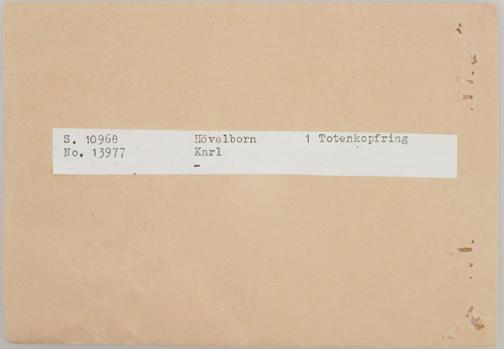 S. 10968 Hövelborn 1 Totenkopfring
No. 13977 Karl
-